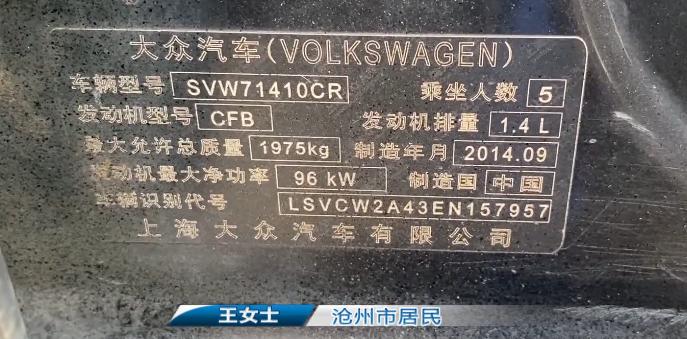 大众汽车(VOLKSWAGEN)
车辆型号 SVW71410CR 乘坐人数 5
发动机型号 CFB 发动机排量 1.4 L
最大允许总质量 1975kg 制造年月 2014.09
发动机最大净功率 96 kW 制造国 中国
车辆识别代号 LSVCW2A43EN157957
上海大众汽车有限公司
王女士 沧州市居民